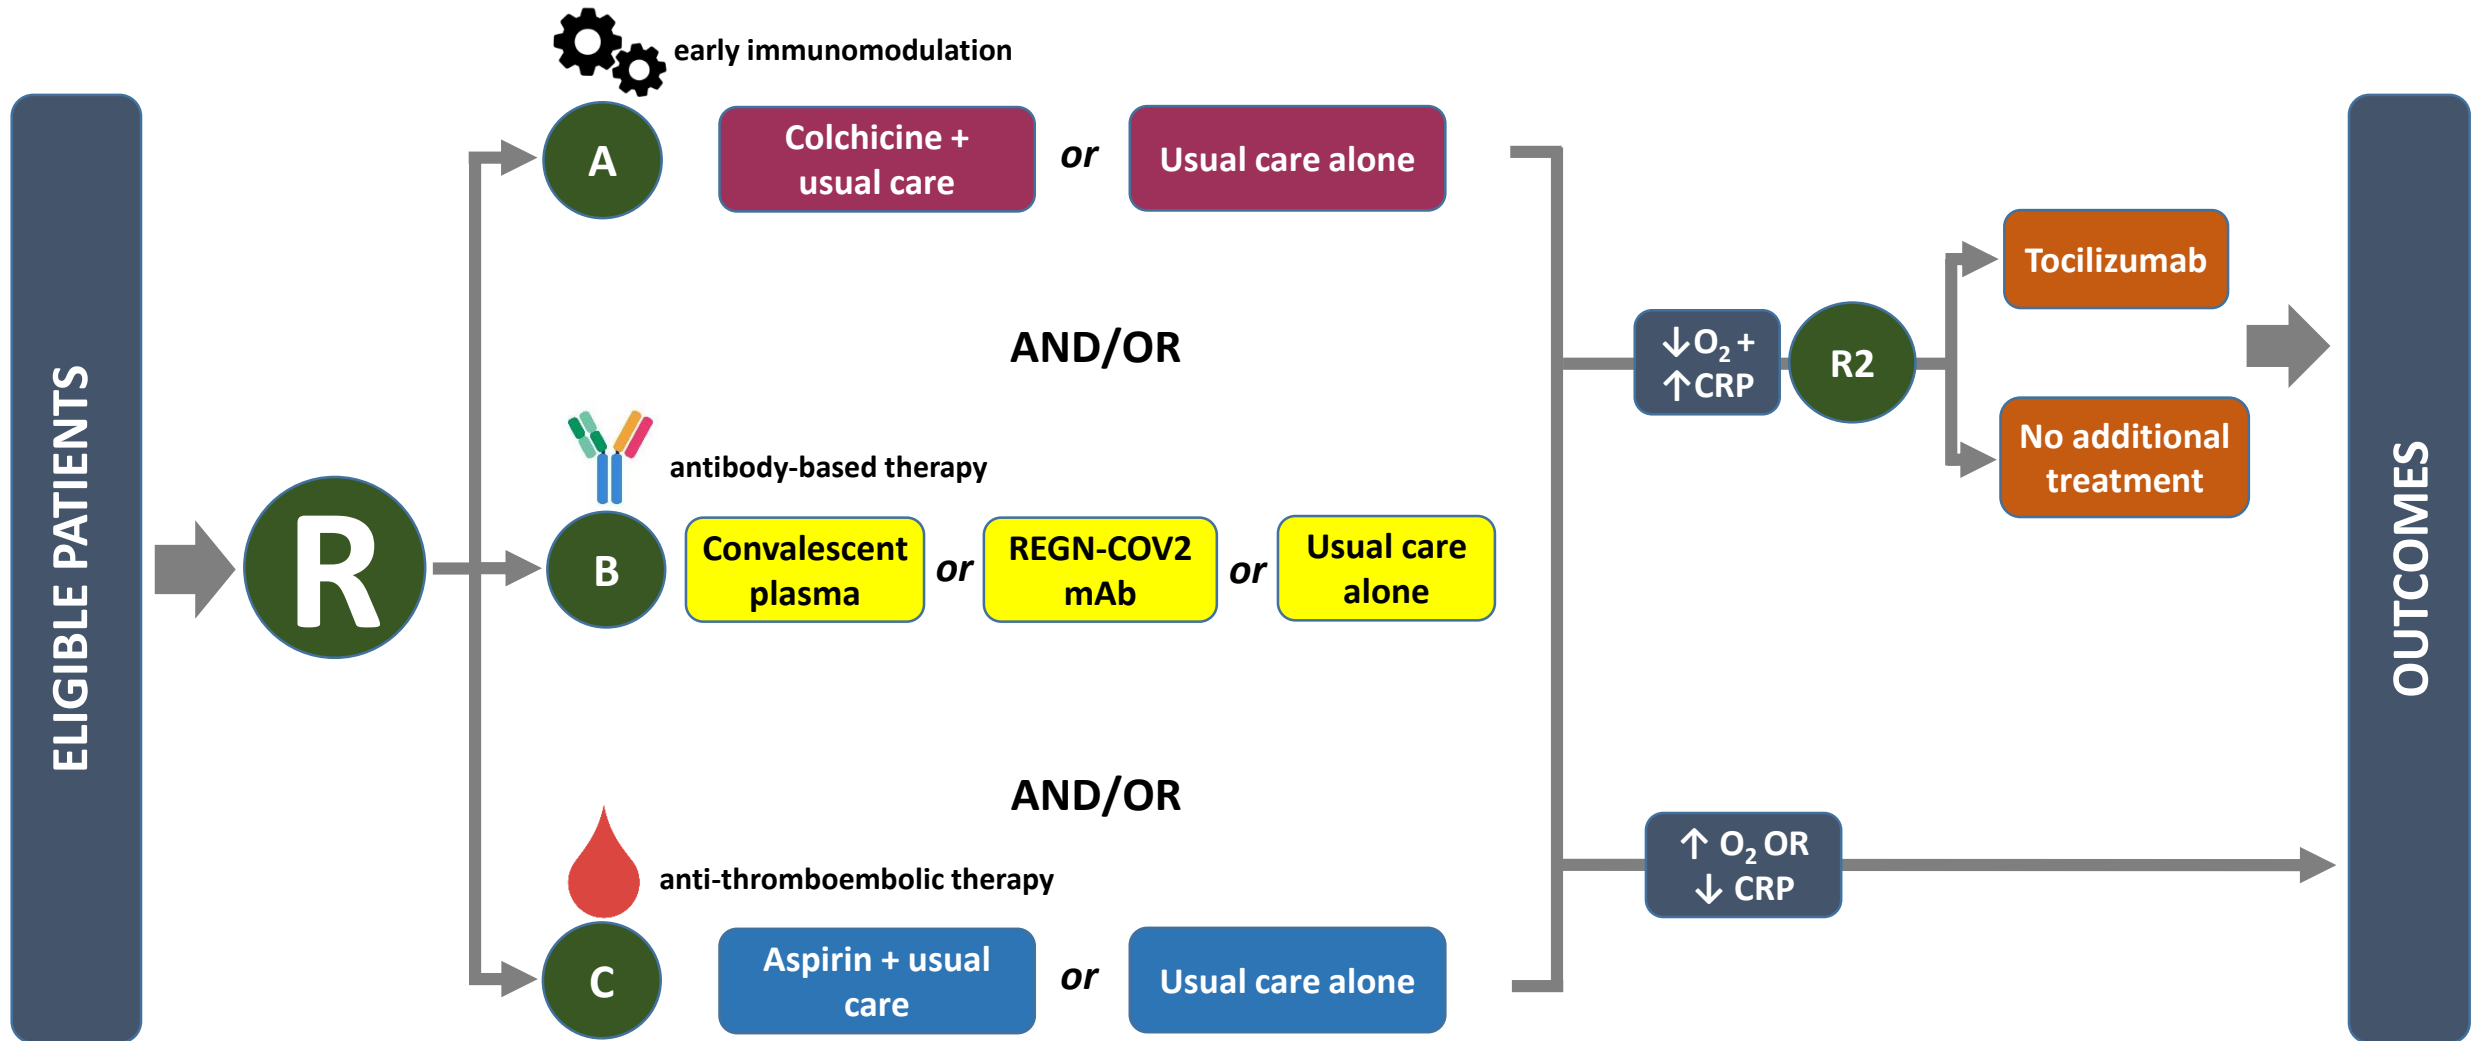 ELIGIBLE PATIENTS
R
early immunomodulation
A
Colchicine +
usual care
or
Usual care alone
AND/OR
antibody-based therapy
B
Convalescent
plasma
or
REGN-COV2
mAb
or
Usual care
alone
AND/OR
anti-thromboembolic therapy
C
Aspirin + usual
care
or
Usual care alone
↓O₂ +
↑CRP
R2
Tocilizumab
No additional
treatment
↑ O₂ OR
↓ CRP
OUTCOMES